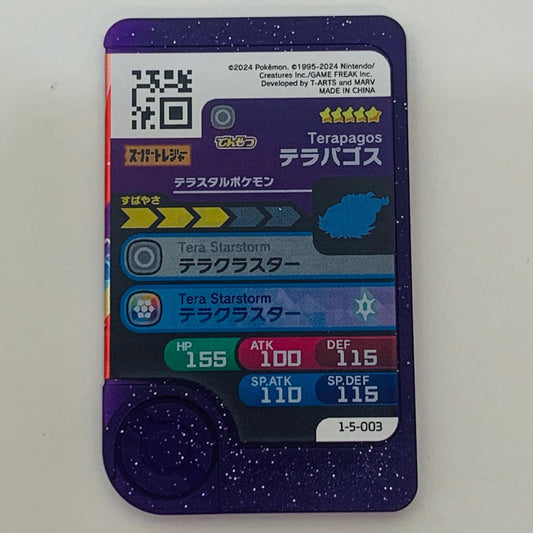 ©2024 Pokémon. ©1995-2024 Nintendo/
Creatures Inc./GAME FREAK inc.
Developed by T-ARTS and MARV
MADE IN CHINA
でんせつ
Terapagos
スーパートレジャー
テラパゴス
テラスタルポケモン
すばやさ
Tera Starstorm
テラクラスター
Tera Starstorm
テラクラスター
HP 155
ATK 100
DEF 115
SP.ATK 110
SP.DEF 115
1-5-003